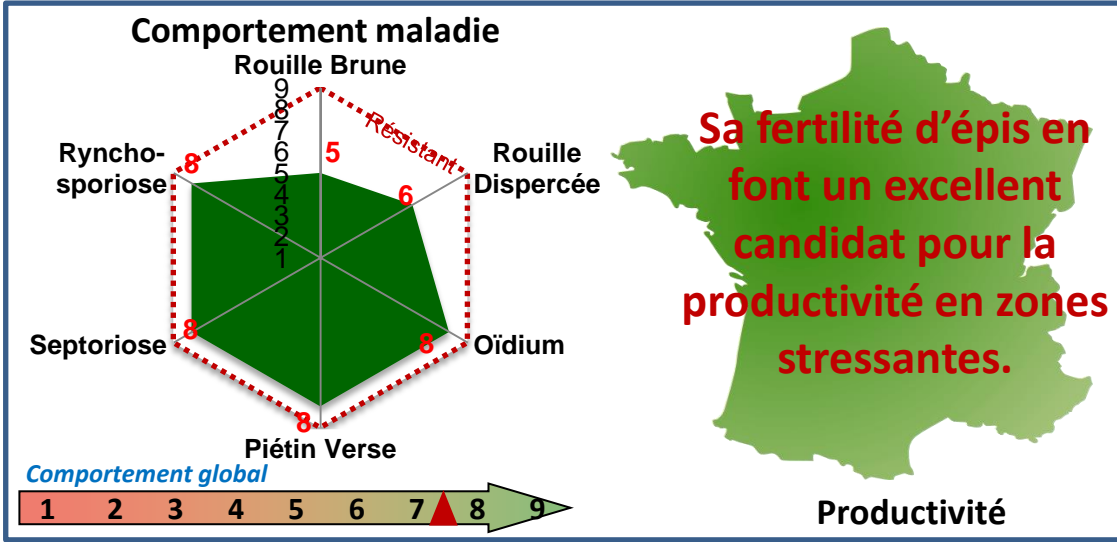 Comportement maladie
Rouille Brune
9
8
7
6
5
4
3
2
1
Résistant
5
Rouille
Dispercée
6
Oïdium
8
Piétin Verse
8
Septoriose
8
Ryncho-
sporiose
8
Comportement global
1 2 3 4 5 6 7 8 9
Sa fertilité d’épis en
font un excellent
candidat pour la
productivité en zones
stressantes.
Productivité